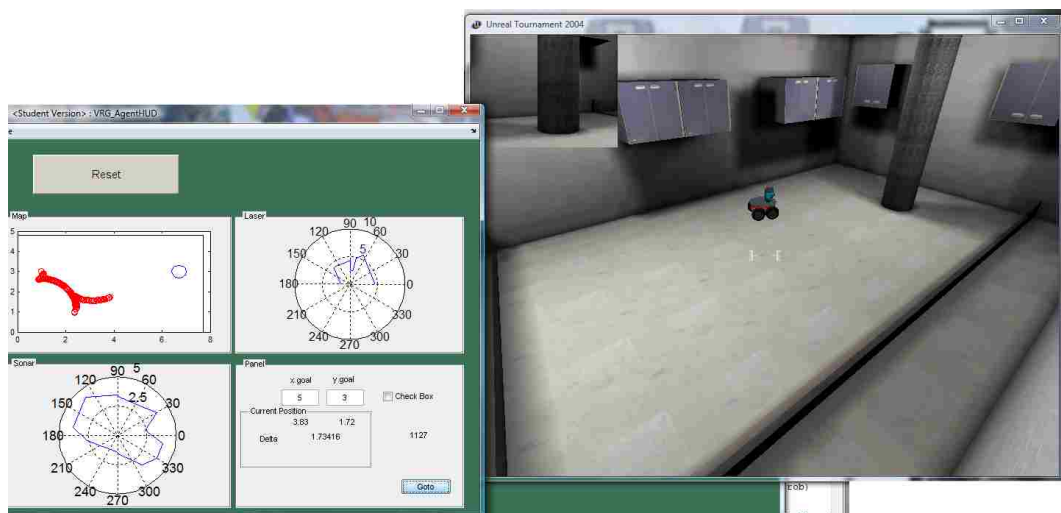 Unreal Tournament 2004
<Student Version> : VRG_AgentHUD
e
Reset
Map
5
4
3
2
1
0
0 2 4 6 8
Laser
90 10
120 60
5
150 30
180 0
210 330
240 300
270
Sonar
90 5
120 60
2.5
150 30
180 0
210 330
240 300
270
Panel
x goal y goal
5 3
Check Box
Current Position
3.83 1.72
Delta 1.73416
1127
Goto
rob)